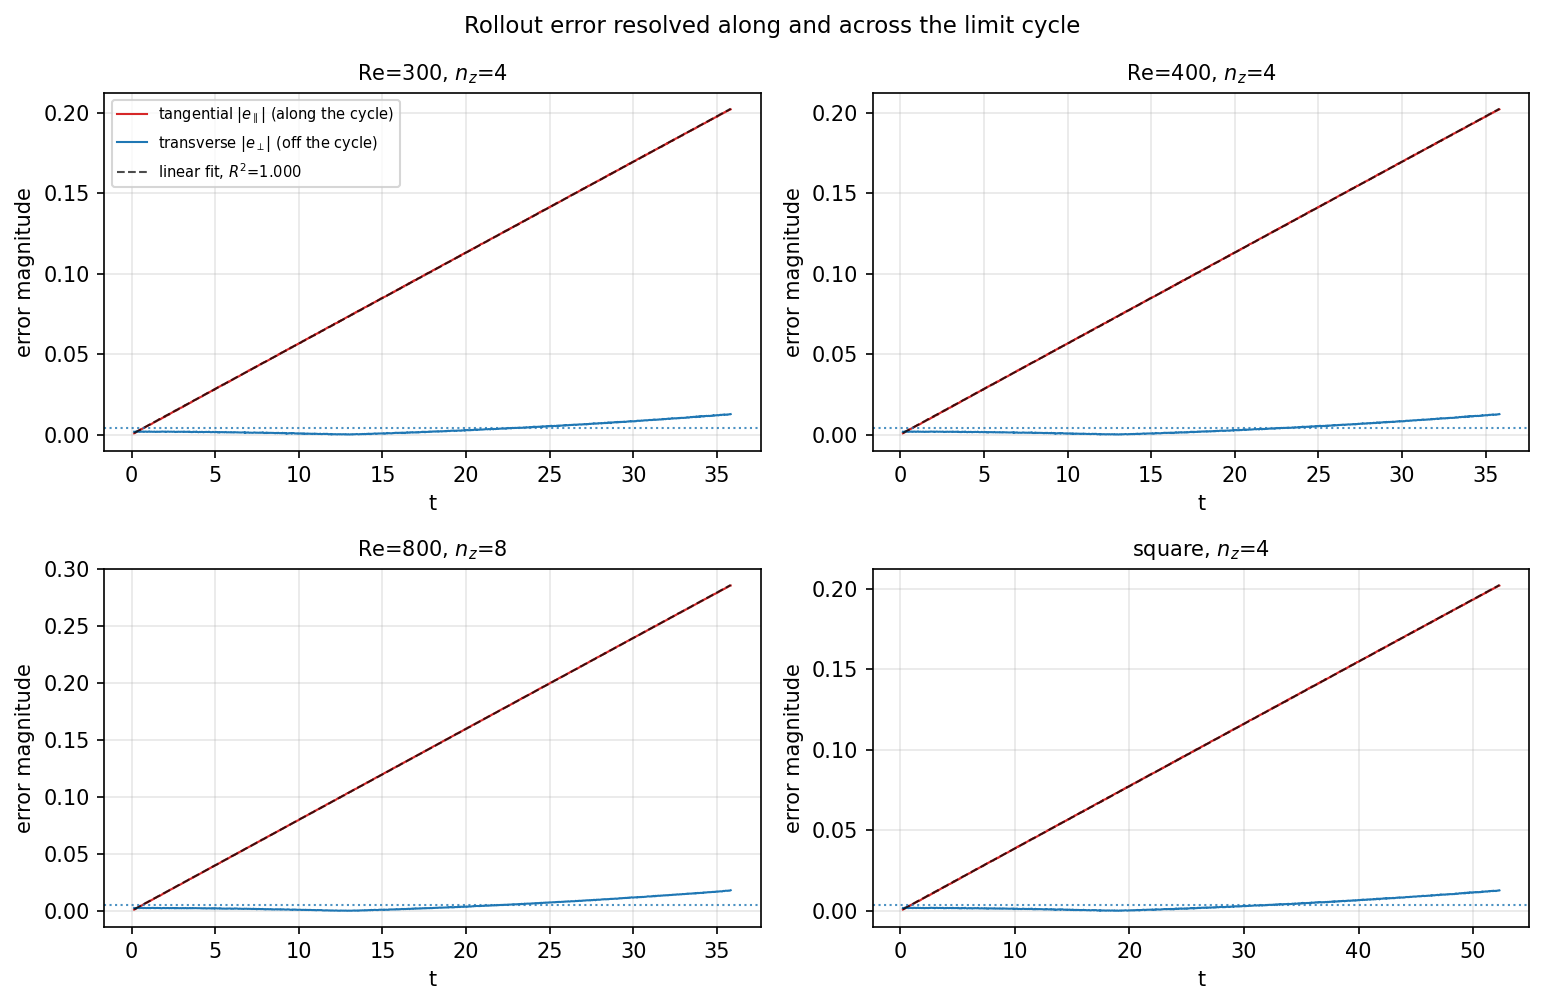 Rollout error resolved along and across the limit cycle
Re=300, $n_z$=4
error magnitude
0.20
0.15
0.10
0.05
0.00
tangential $|e_\parallel|$ (along the cycle)
transverse $|e_\perp|$ (off the cycle)
linear fit, $R^2$=1.000
0 5 10 15 20 25 30 35
t
Re=400, $n_z$=4
error magnitude
0.20
0.15
0.10
0.05
0.00
0 5 10 15 20 25 30 35
t
Re=800, $n_z$=8
error magnitude
0.30
0.25
0.20
0.15
0.10
0.05
0.00
0 5 10 15 20 25 30 35
t
square, $n_z$=4
error magnitude
0.20
0.15
0.10
0.05
0.00
0 10 20 30 40 50
t